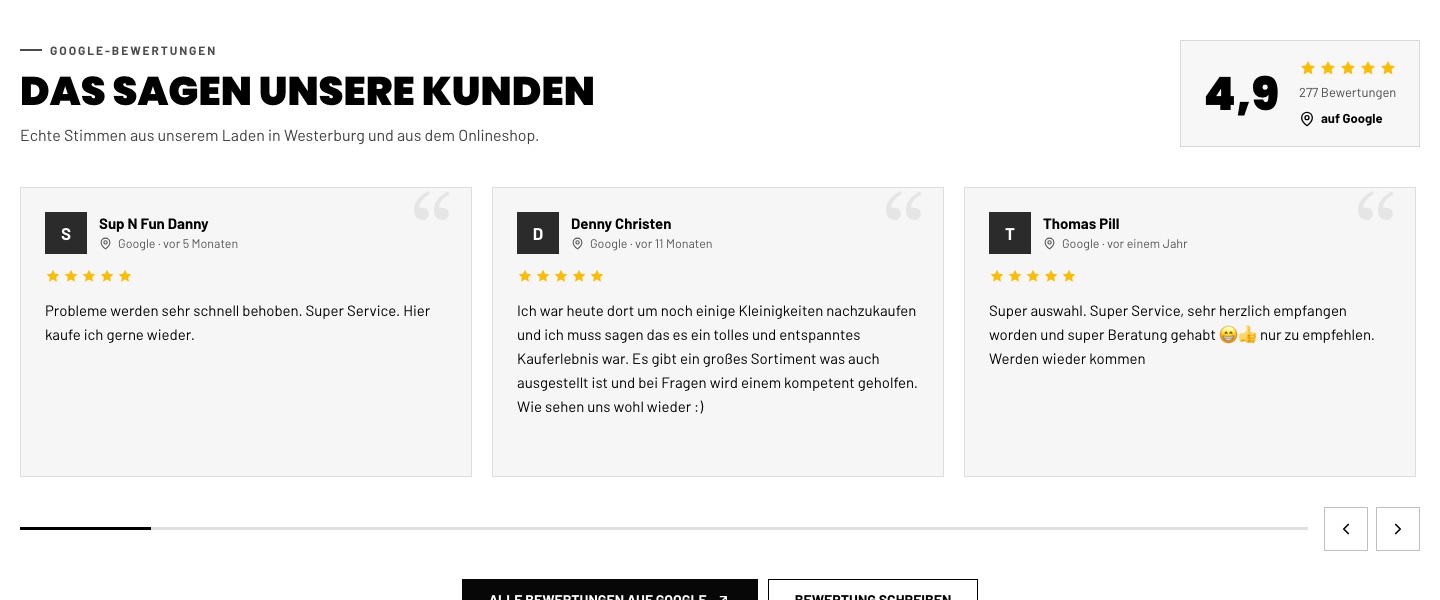 GOOGLE-BEWERTUNGEN
DAS SAGEN UNSERE KUNDEN
Echte Stimmen aus unserem Laden in Westerburg und aus dem Onlineshop.
4,9
277 Bewertungen
auf Google
S
Sup N Fun Danny
Google · vor 5 Monaten
Probleme werden sehr schnell behoben. Super Service. Hier
kaufe ich gerne wieder.
D
Denny Christen
Google · vor 11 Monaten
Ich war heute dort um noch einige Kleinigkeiten nachzukaufen
und ich muss sagen das es ein tolles und entspanntes
Kauferlebnis war. Es gibt ein großes Sortiment was auch
ausgestellt ist und bei Fragen wird einem kompetent geholfen.
Wie sehen uns wohl wieder :)
T
Thomas Pill
Google · vor einem Jahr
Super auswahl. Super Service, sehr herzlich empfangen
worden und super Beratung gehabt 😁👍 nur zu empfehlen.
Werden wieder kommen
ALLE BEWERTUNGEN AUF GOOGLE
BEWERTUNG SCHREIBEN